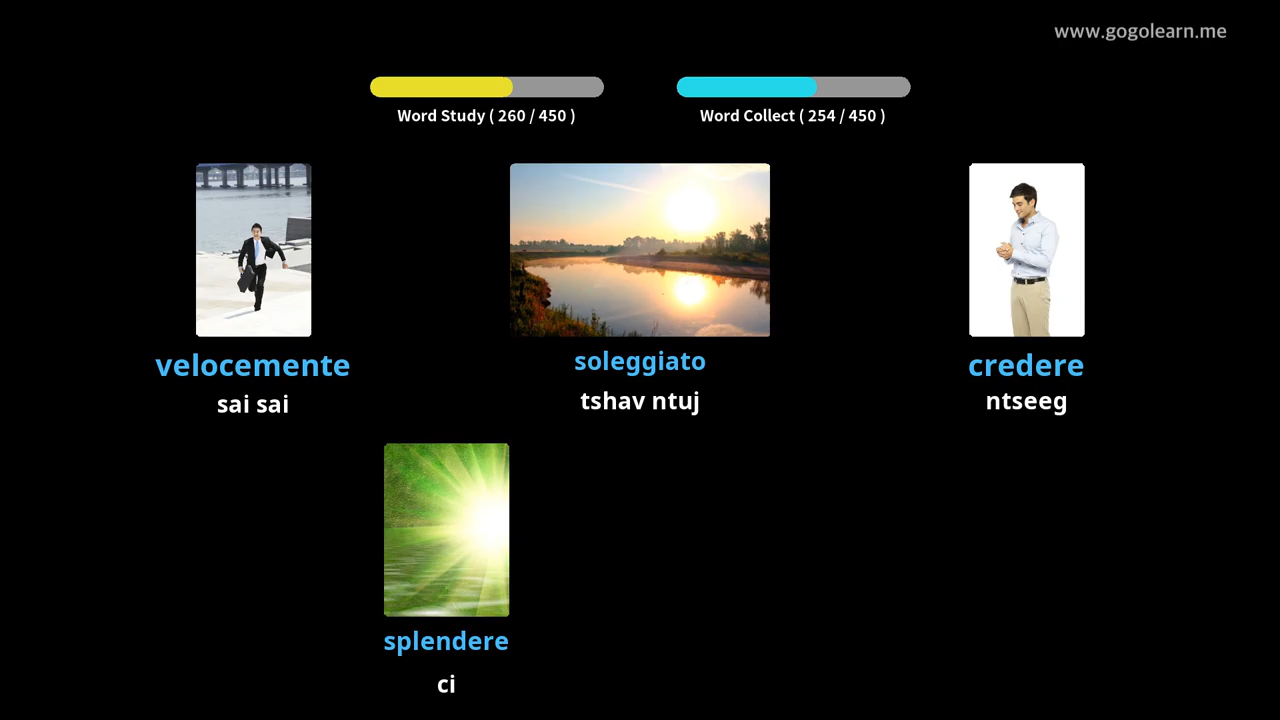 www.gogolearn.me
Word Study ( 260 / 450 )
Word Collect ( 254 / 450 )
velocemente
sai sai
soleggiato
tshav ntuj
credere
ntseeg
splendere
ci